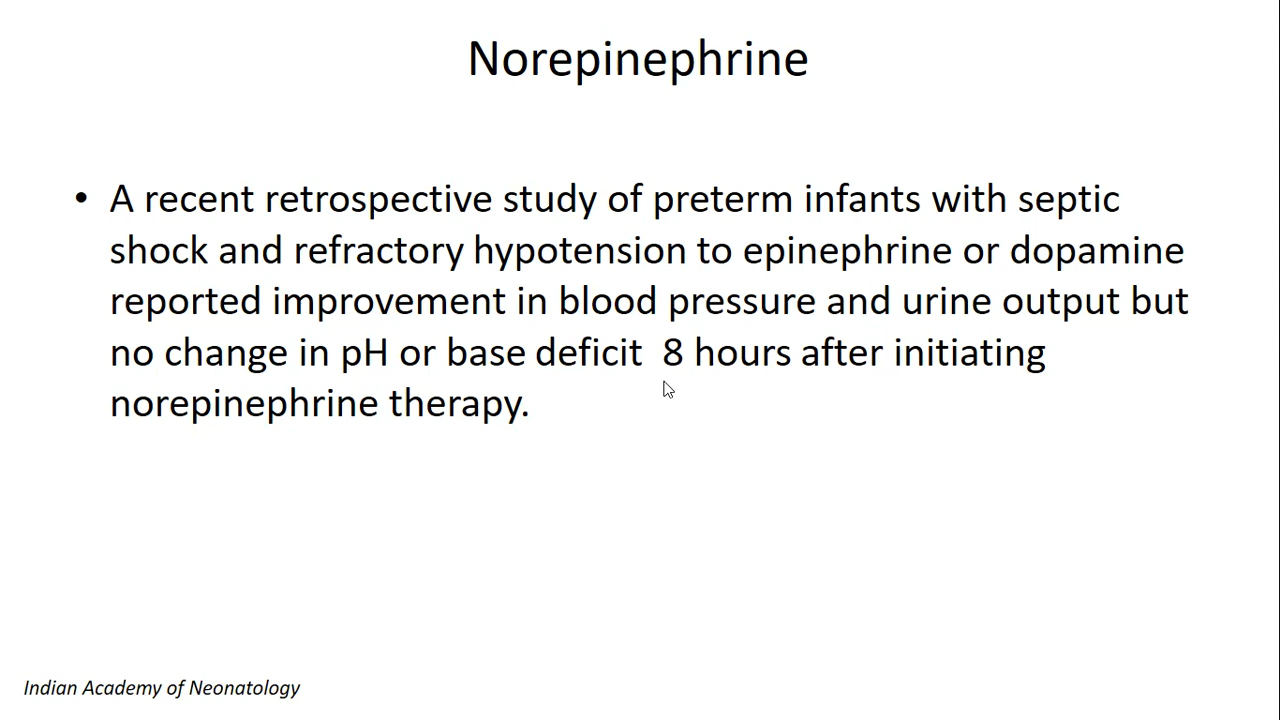 Norepinephrine
• A recent retrospective study of preterm infants with septic
shock and refractory hypotension to epinephrine or dopamine
reported improvement in blood pressure and urine output but
no change in pH or base deficit  8 hours after initiating
norepinephrine therapy.
Indian Academy of Neonatology